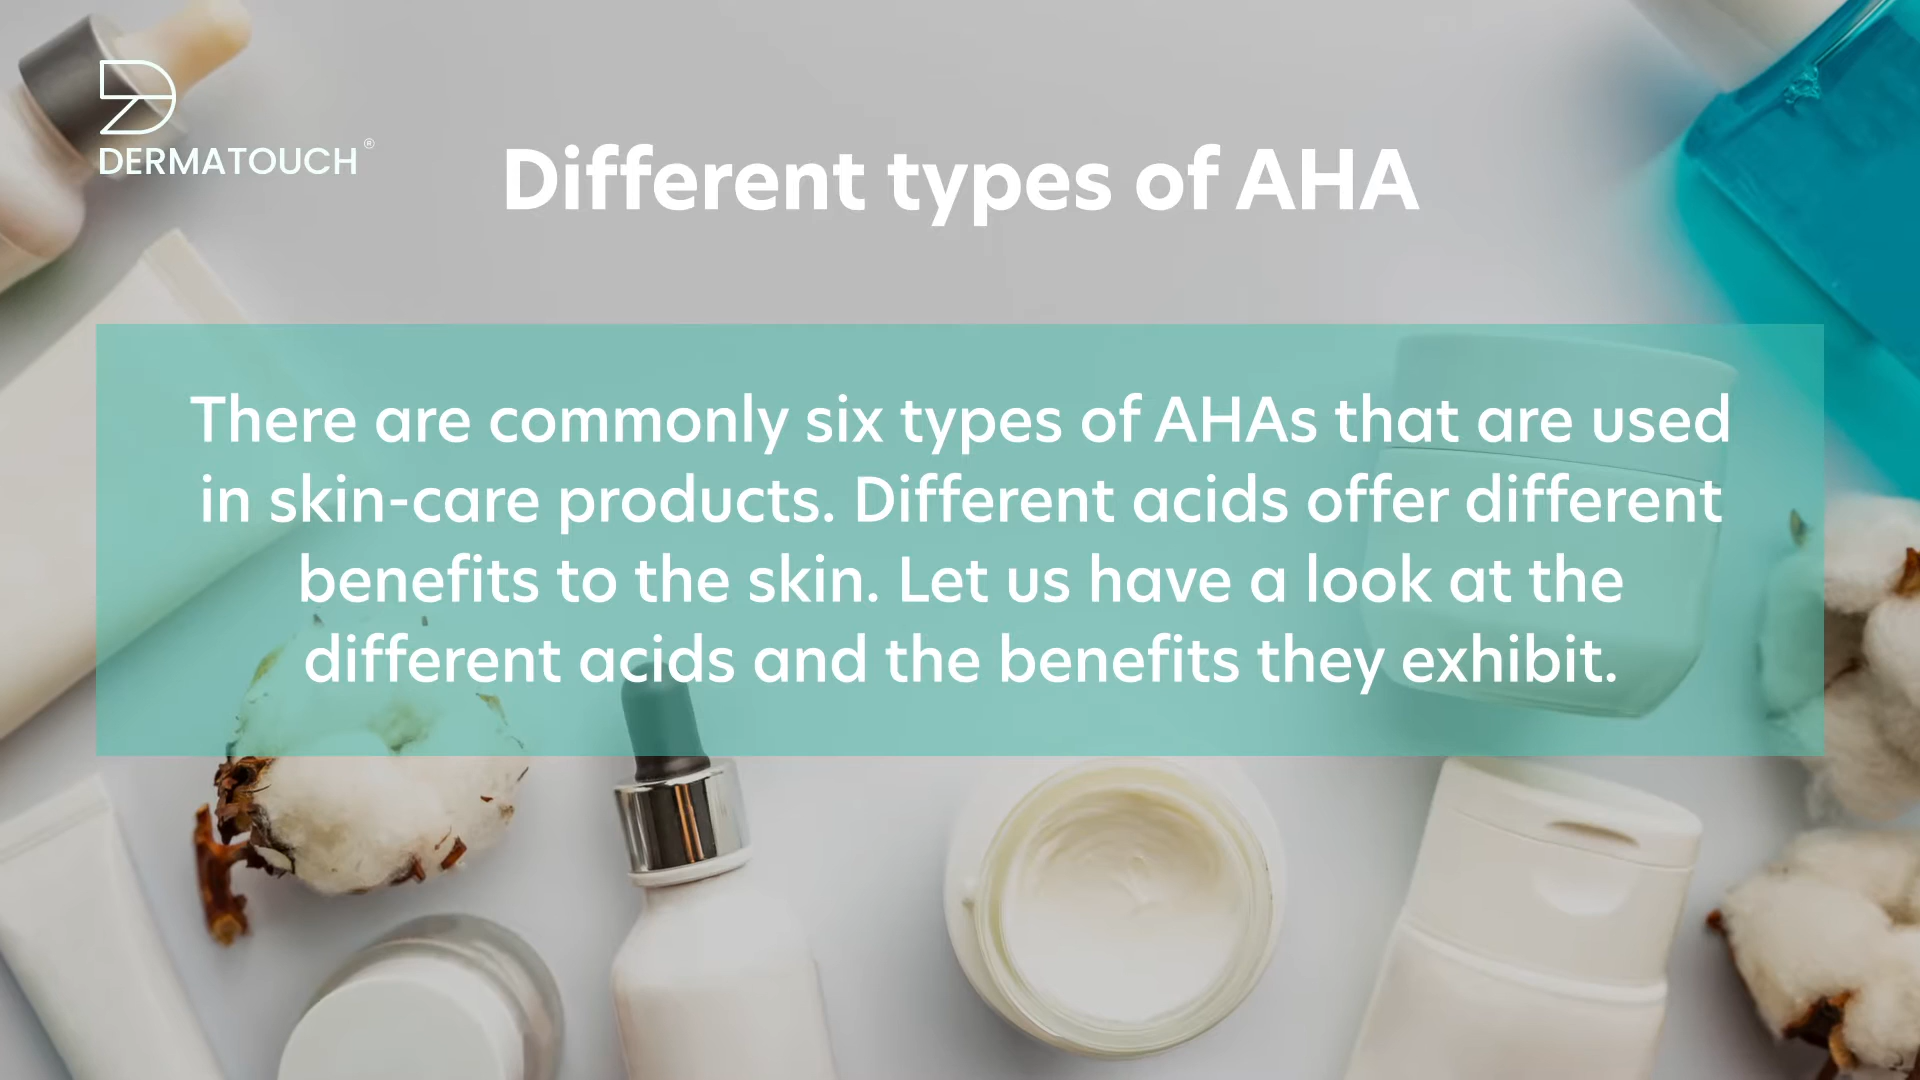 DERMATOUCH®
Different types of AHA
There are commonly six types of AHAs that are used
in skin-care products. Different acids offer different
benefits to the skin. Let us have a look at the
different acids and the benefits they exhibit.